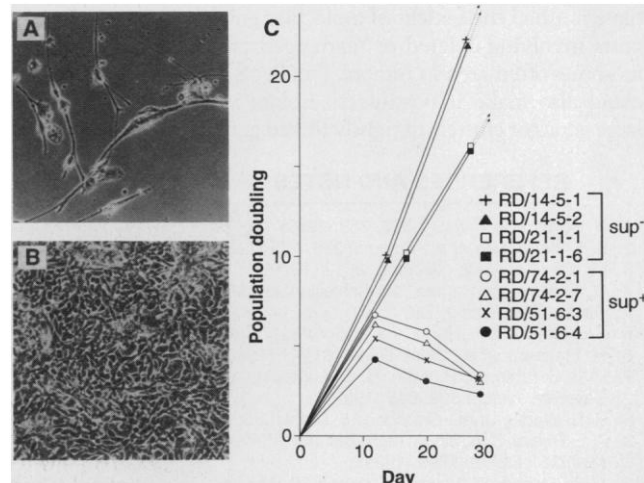 A
B
C
Population doubling
20
10
0
0 10 20 30
Day
+ RD/14-5-1
▲ RD/14-5-2
□ RD/21-1-1
■ RD/21-1-6
sup⁻
○ RD/74-2-1
△ RD/74-2-7
× RD/51-6-3
● RD/51-6-4
sup⁺